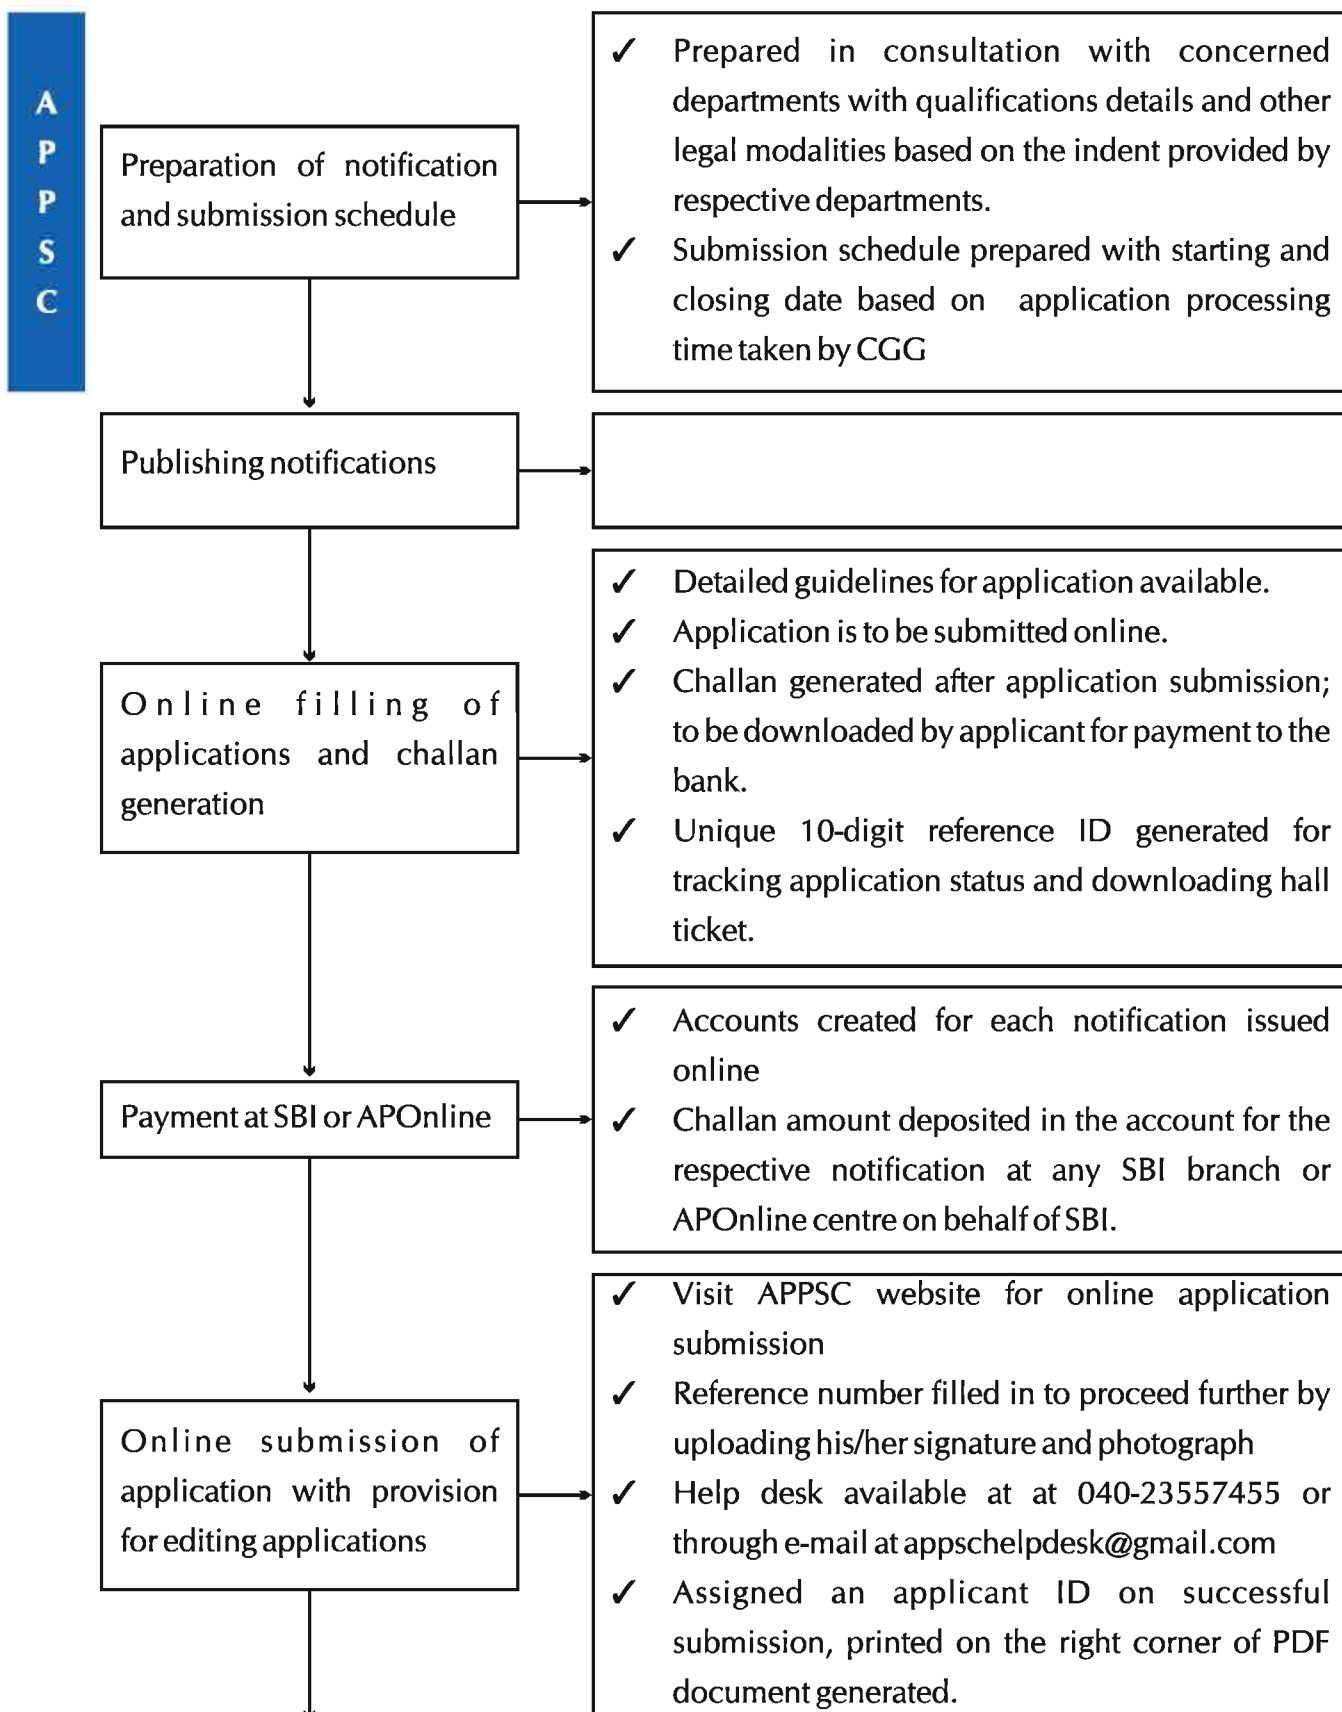 A
P
P
S
C
Preparation of notification
and submission schedule
✓ Prepared in consultation with concerned
departments with qualifications details and other
legal modalities based on the indent provided by
respective departments.
✓ Submission schedule prepared with starting and
closing date based on application processing
time taken by CGG
Publishing notifications
Online filling of
applications and challan
generation
✓ Detailed guidelines for application available.
✓ Application is to be submitted online.
✓ Challan generated after application submission;
to be downloaded by applicant for payment to the
bank.
✓ Unique 10-digit reference ID generated for
tracking application status and downloading hall
ticket.
Payment at SBI or APOnline
✓ Accounts created for each notification issued
online
✓ Challan amount deposited in the account for the
respective notification at any SBI branch or
APOnline centre on behalf of SBI.
Online submission of
application with provision
for editing applications
✓ Visit APPSC website for online application
submission
✓ Reference number filled in to proceed further by
uploading his/her signature and photograph
✓ Help desk available at at 040-23557455 or
through e-mail at appschelpdesk@gmail.com
✓ Assigned an applicant ID on successful
submission, printed on the right corner of PDF
document generated.